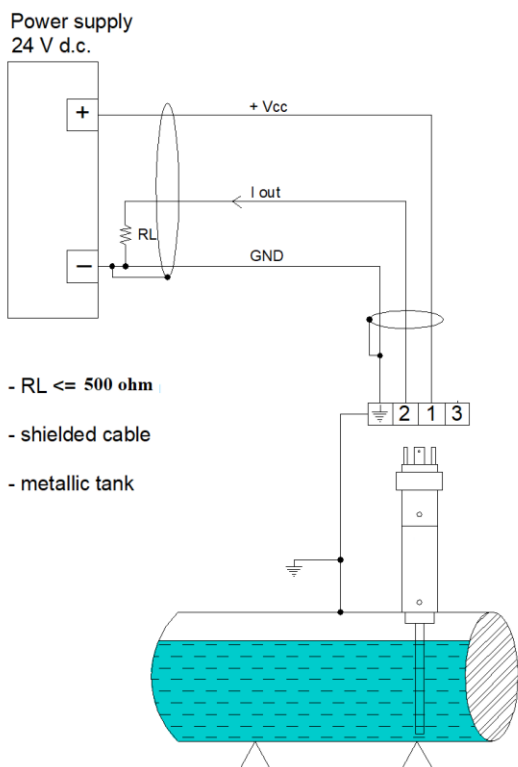 Power supply
24 V d.c.
+
+ Vcc
I out
RL
GND
−
- RL <= 500 ohm
- shielded cable
- metallic tank
2 1 3